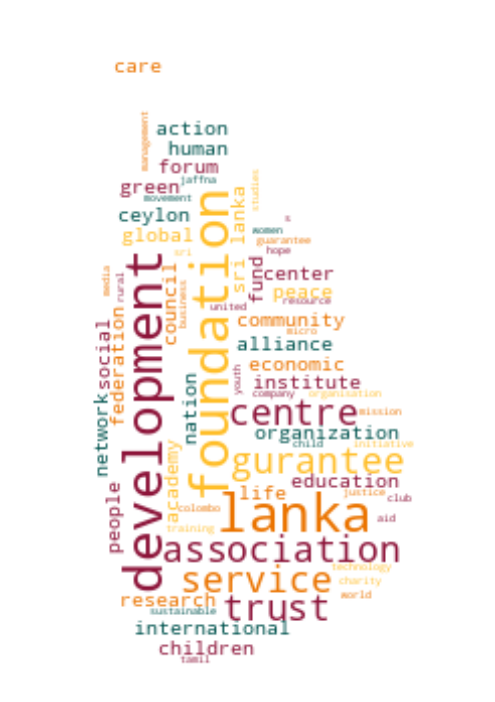 care
management
action
human
forum
jaffna
green
movement
studies
ceylon
s
women
global
guarantee
hope
sri
sri lanka
foundation
development
council
fund
center
media
rural
business
peace
resource
united
community
micro
social
federation
alliance
economic
youth
institute
company
organisation
nation
centre
mission
network
organization
child
initiative
gurantee
academy
education
people
life
justice
club
colombo
lanka
aid
training
association
technology
service
charity
research
world
trust
sustainable
international
children
tamil